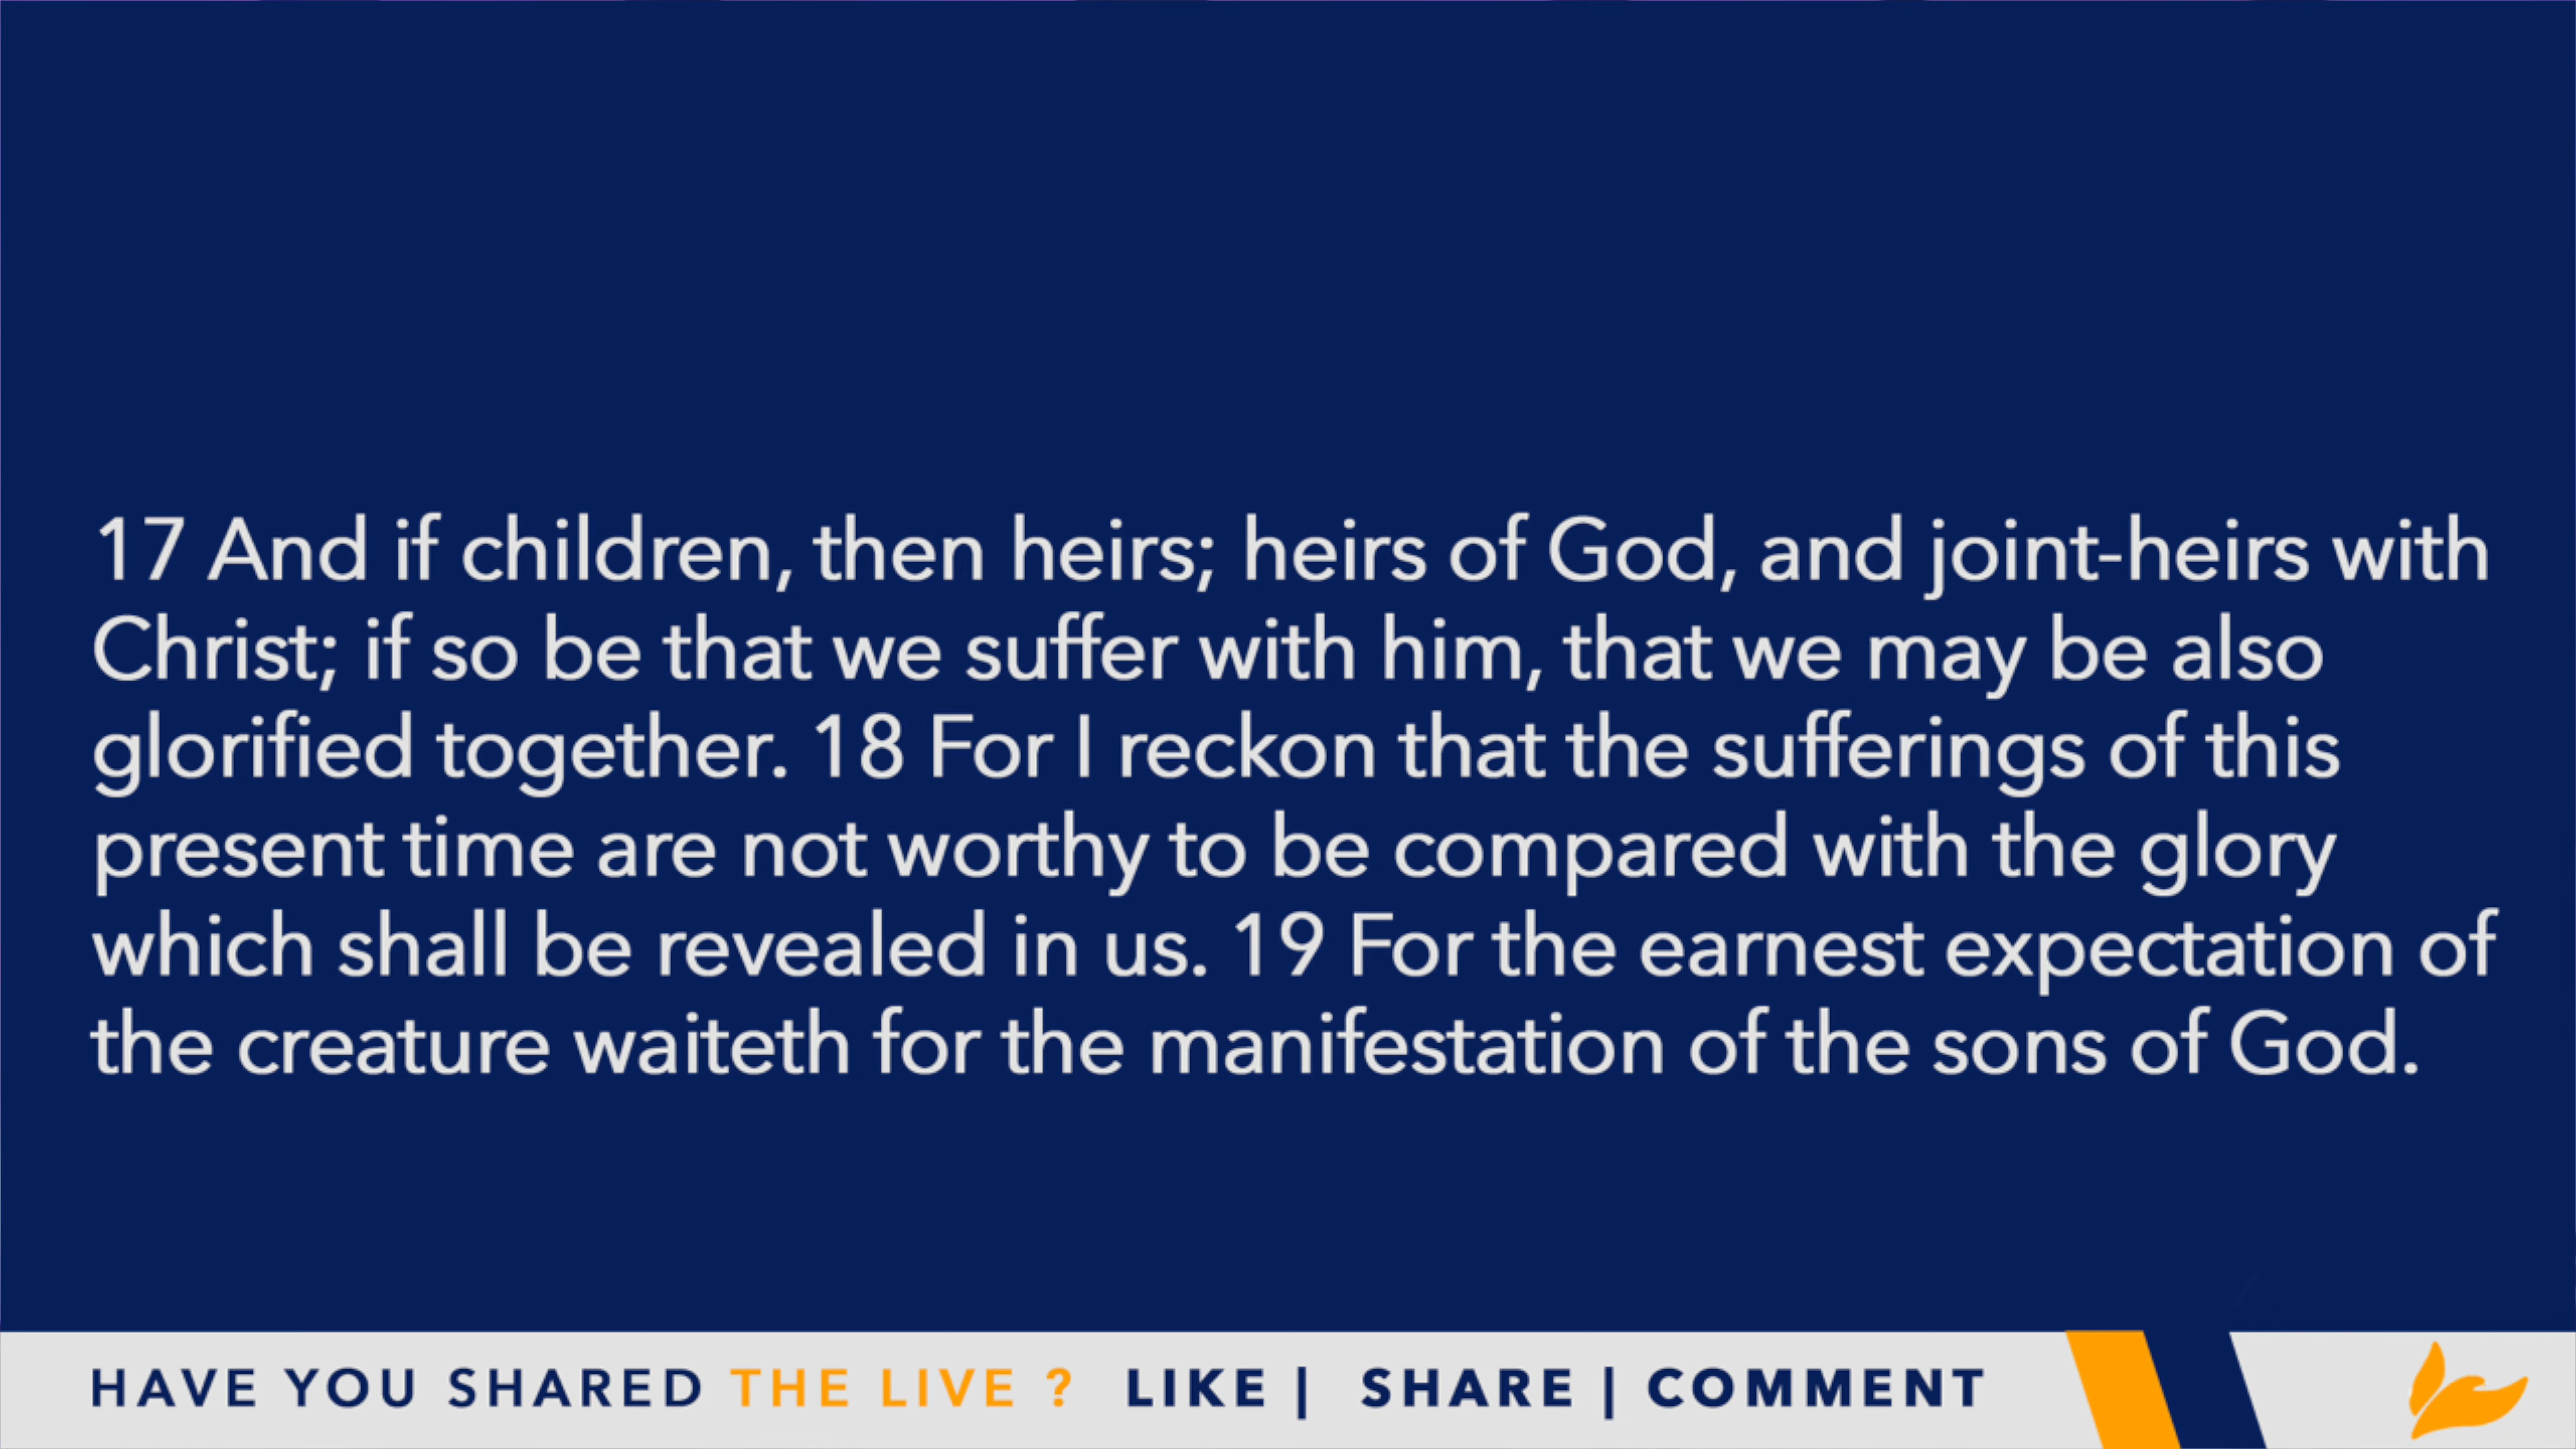 17 And if children, then heirs; heirs of God, and joint-heirs with
Christ; if so be that we suffer with him, that we may be also
glorified together. 18 For I reckon that the sufferings of this
present time are not worthy to be compared with the glory
which shall be revealed in us. 19 For the earnest expectation of
the creature waiteth for the manifestation of the sons of God.
HAVE YOU SHARED THE LIVE ? LIKE | SHARE | COMMENT